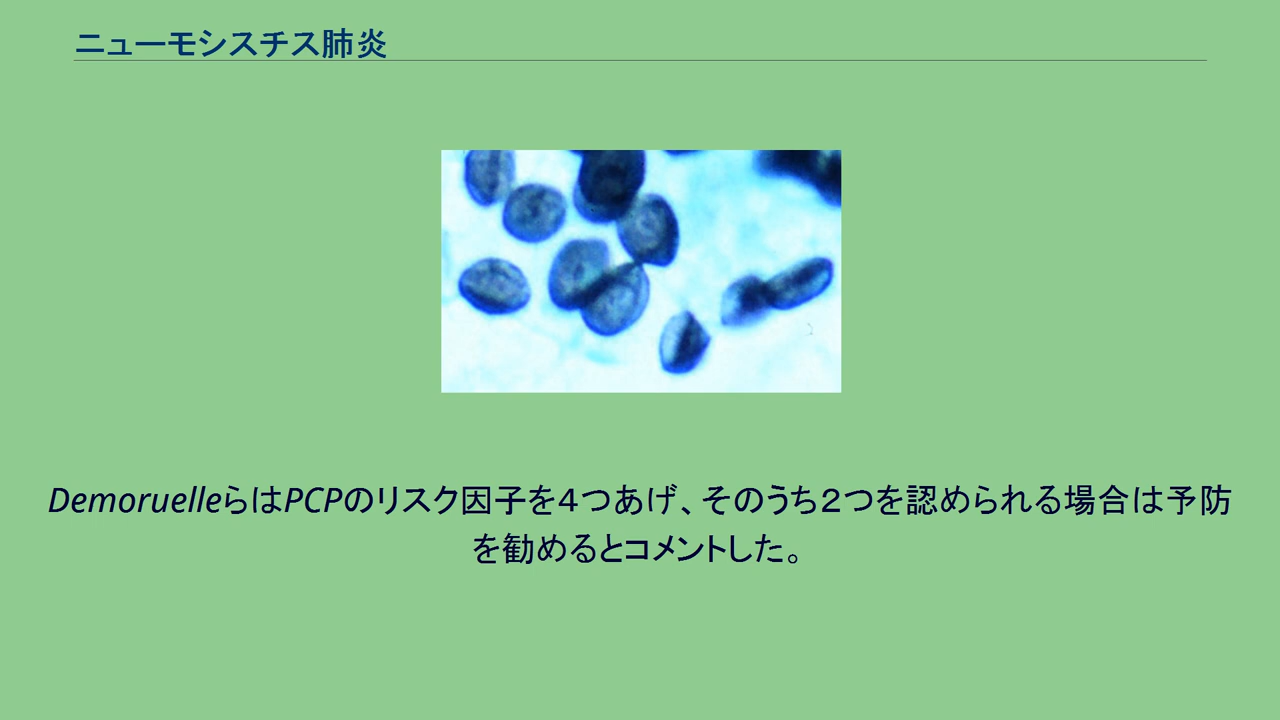 ニューモシスチス肺炎
DemoruelleらはPCPのリスク因子を４つあげ、そのうち２つを認められる場合は予防
を勧めるとコメントした。